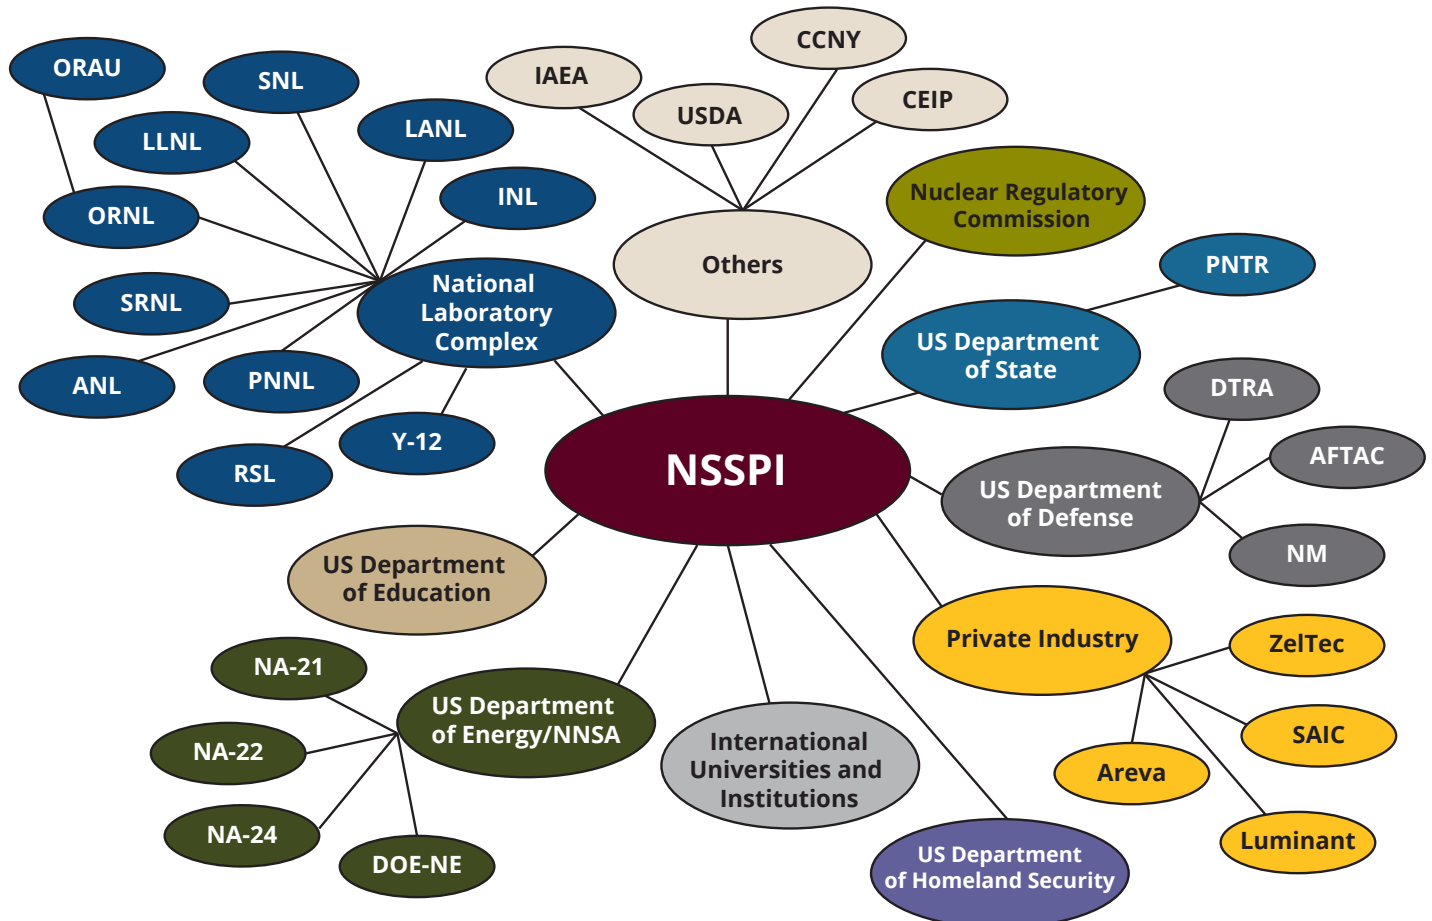 CCNY
ORAU
SNL
IAEA
CEIP
USDA
LANL
LLNL
INL
Nuclear Regulatory
Commission
ORNL
Others
PNTR
SRNL
National
Laboratory
Complex
US Department
of State
ANL
PNNL
DTRA
Y-12
AFTAC
RSL
NSSPI
US Department
of Defense
NM
US Department
of Education
Private Industry
ZelTec
NA-21
US Department
of Energy/NNSA
SAIC
NA-22
International
Universities and
Institutions
Areva
NA-24
Luminant
DOE-NE
US Department
of Homeland Security